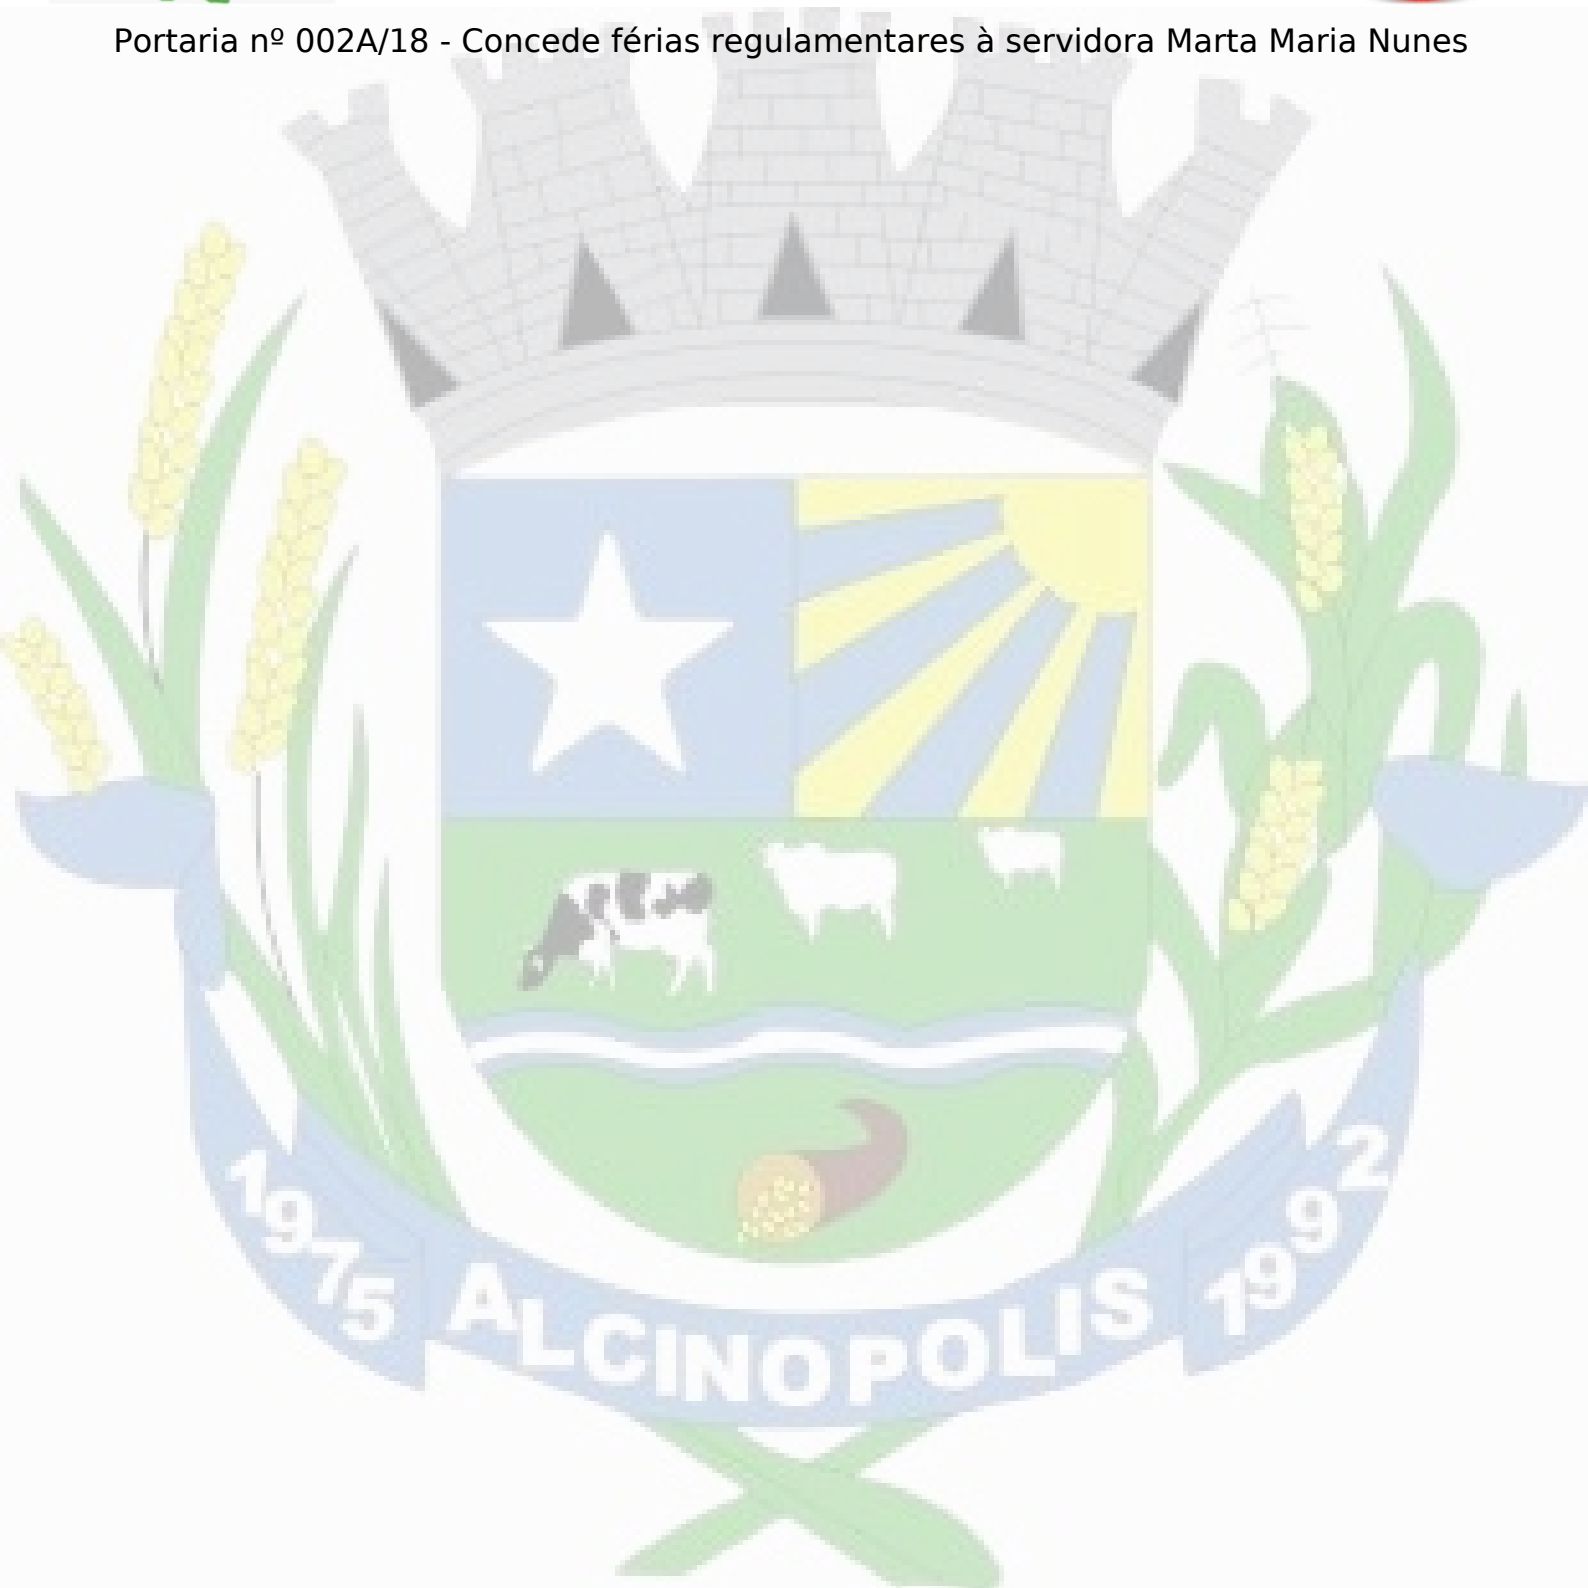 Portaria nº 002A/18 - Concede férias regulamentares à servidora Marta Maria Nunes
1975 ALCINOPOLIS 1992